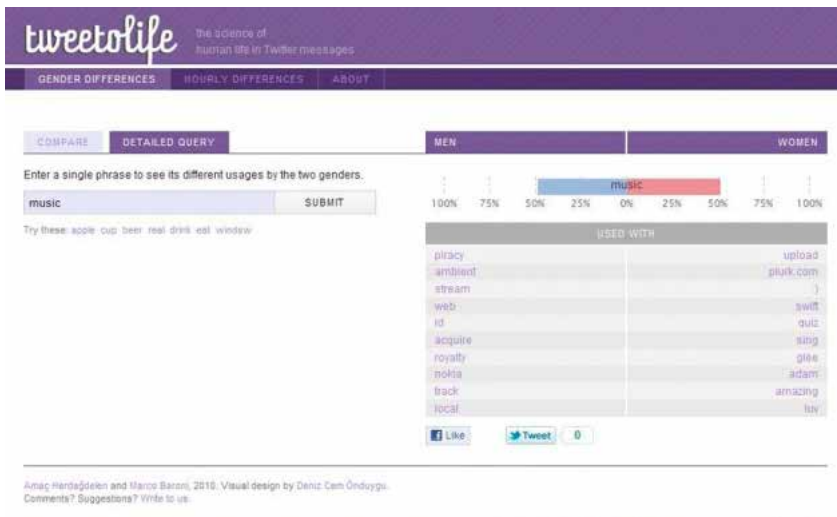 tweetolife
the science of
human life in Twitter messages
GENDER DIFFERENCES HOURLY DIFFERENCES ABOUT
COMPARE DETAILED QUERY
Enter a single phrase to see its different usages by the two genders.
music SUBMIT
Try these: apple cup beer real drink eat window
MEN WOMEN
music
100% 75% 50% 25% 0% 25% 50% 75% 100%
USED WITH
piracy upload
ambient plurk.com
stream )
web swift
id quiz
acquire sing
royalty glee
nokia adam
track amazing
local luv
Like Tweet 0
Amaç Herdağdelen and Marco Baroni, 2010. Visual design by Deniz Cem Önduygu.
Comments? Suggestions? Write to us.